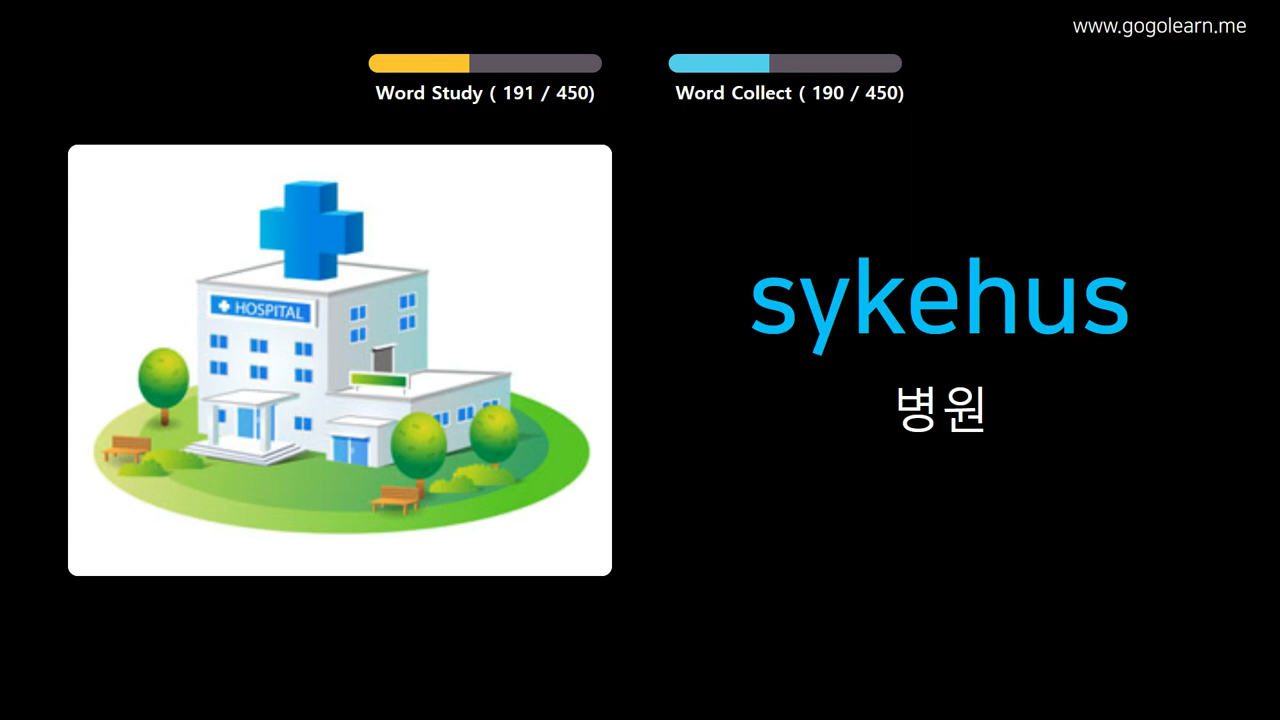 www.gogolearn.me
Word Study ( 191 / 450)
Word Collect ( 190 / 450)
HOSPITAL
sykehus
병원